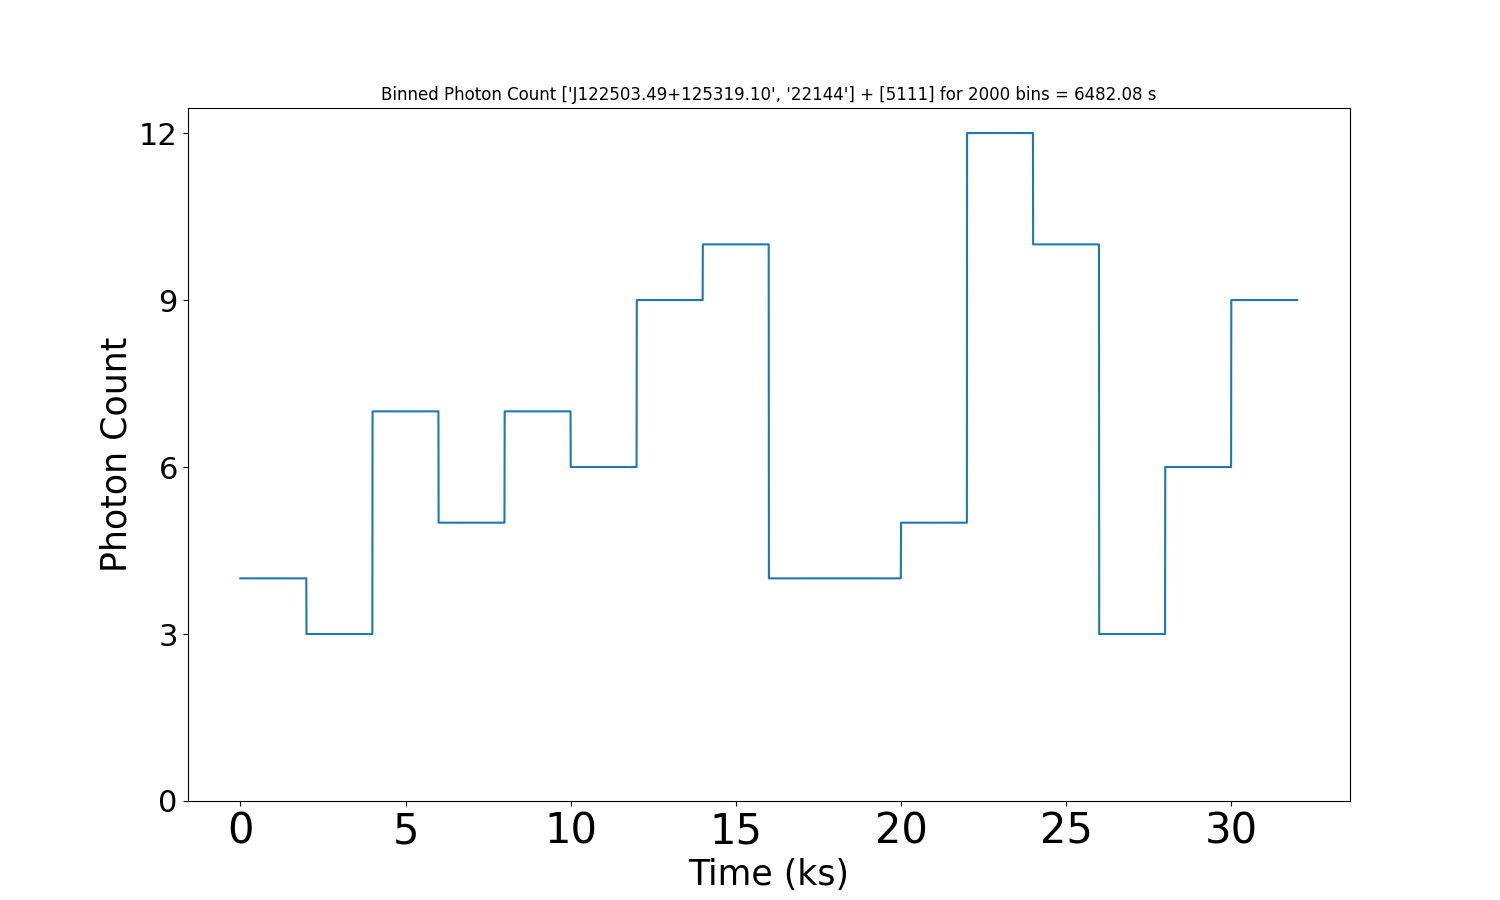 Binned Photon Count ['J122503.49+125319.10', '22144'] + [5111] for 2000 bins = 6482.08 s
12
9
6
3
0
Photon Count
0 5 10 15 20 25 30
Time (ks)